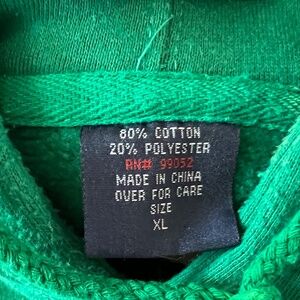 80% COTTON
20% POLYESTER
RN# 99052
MADE IN CHINA
OVER FOR CARE
SIZE
XL